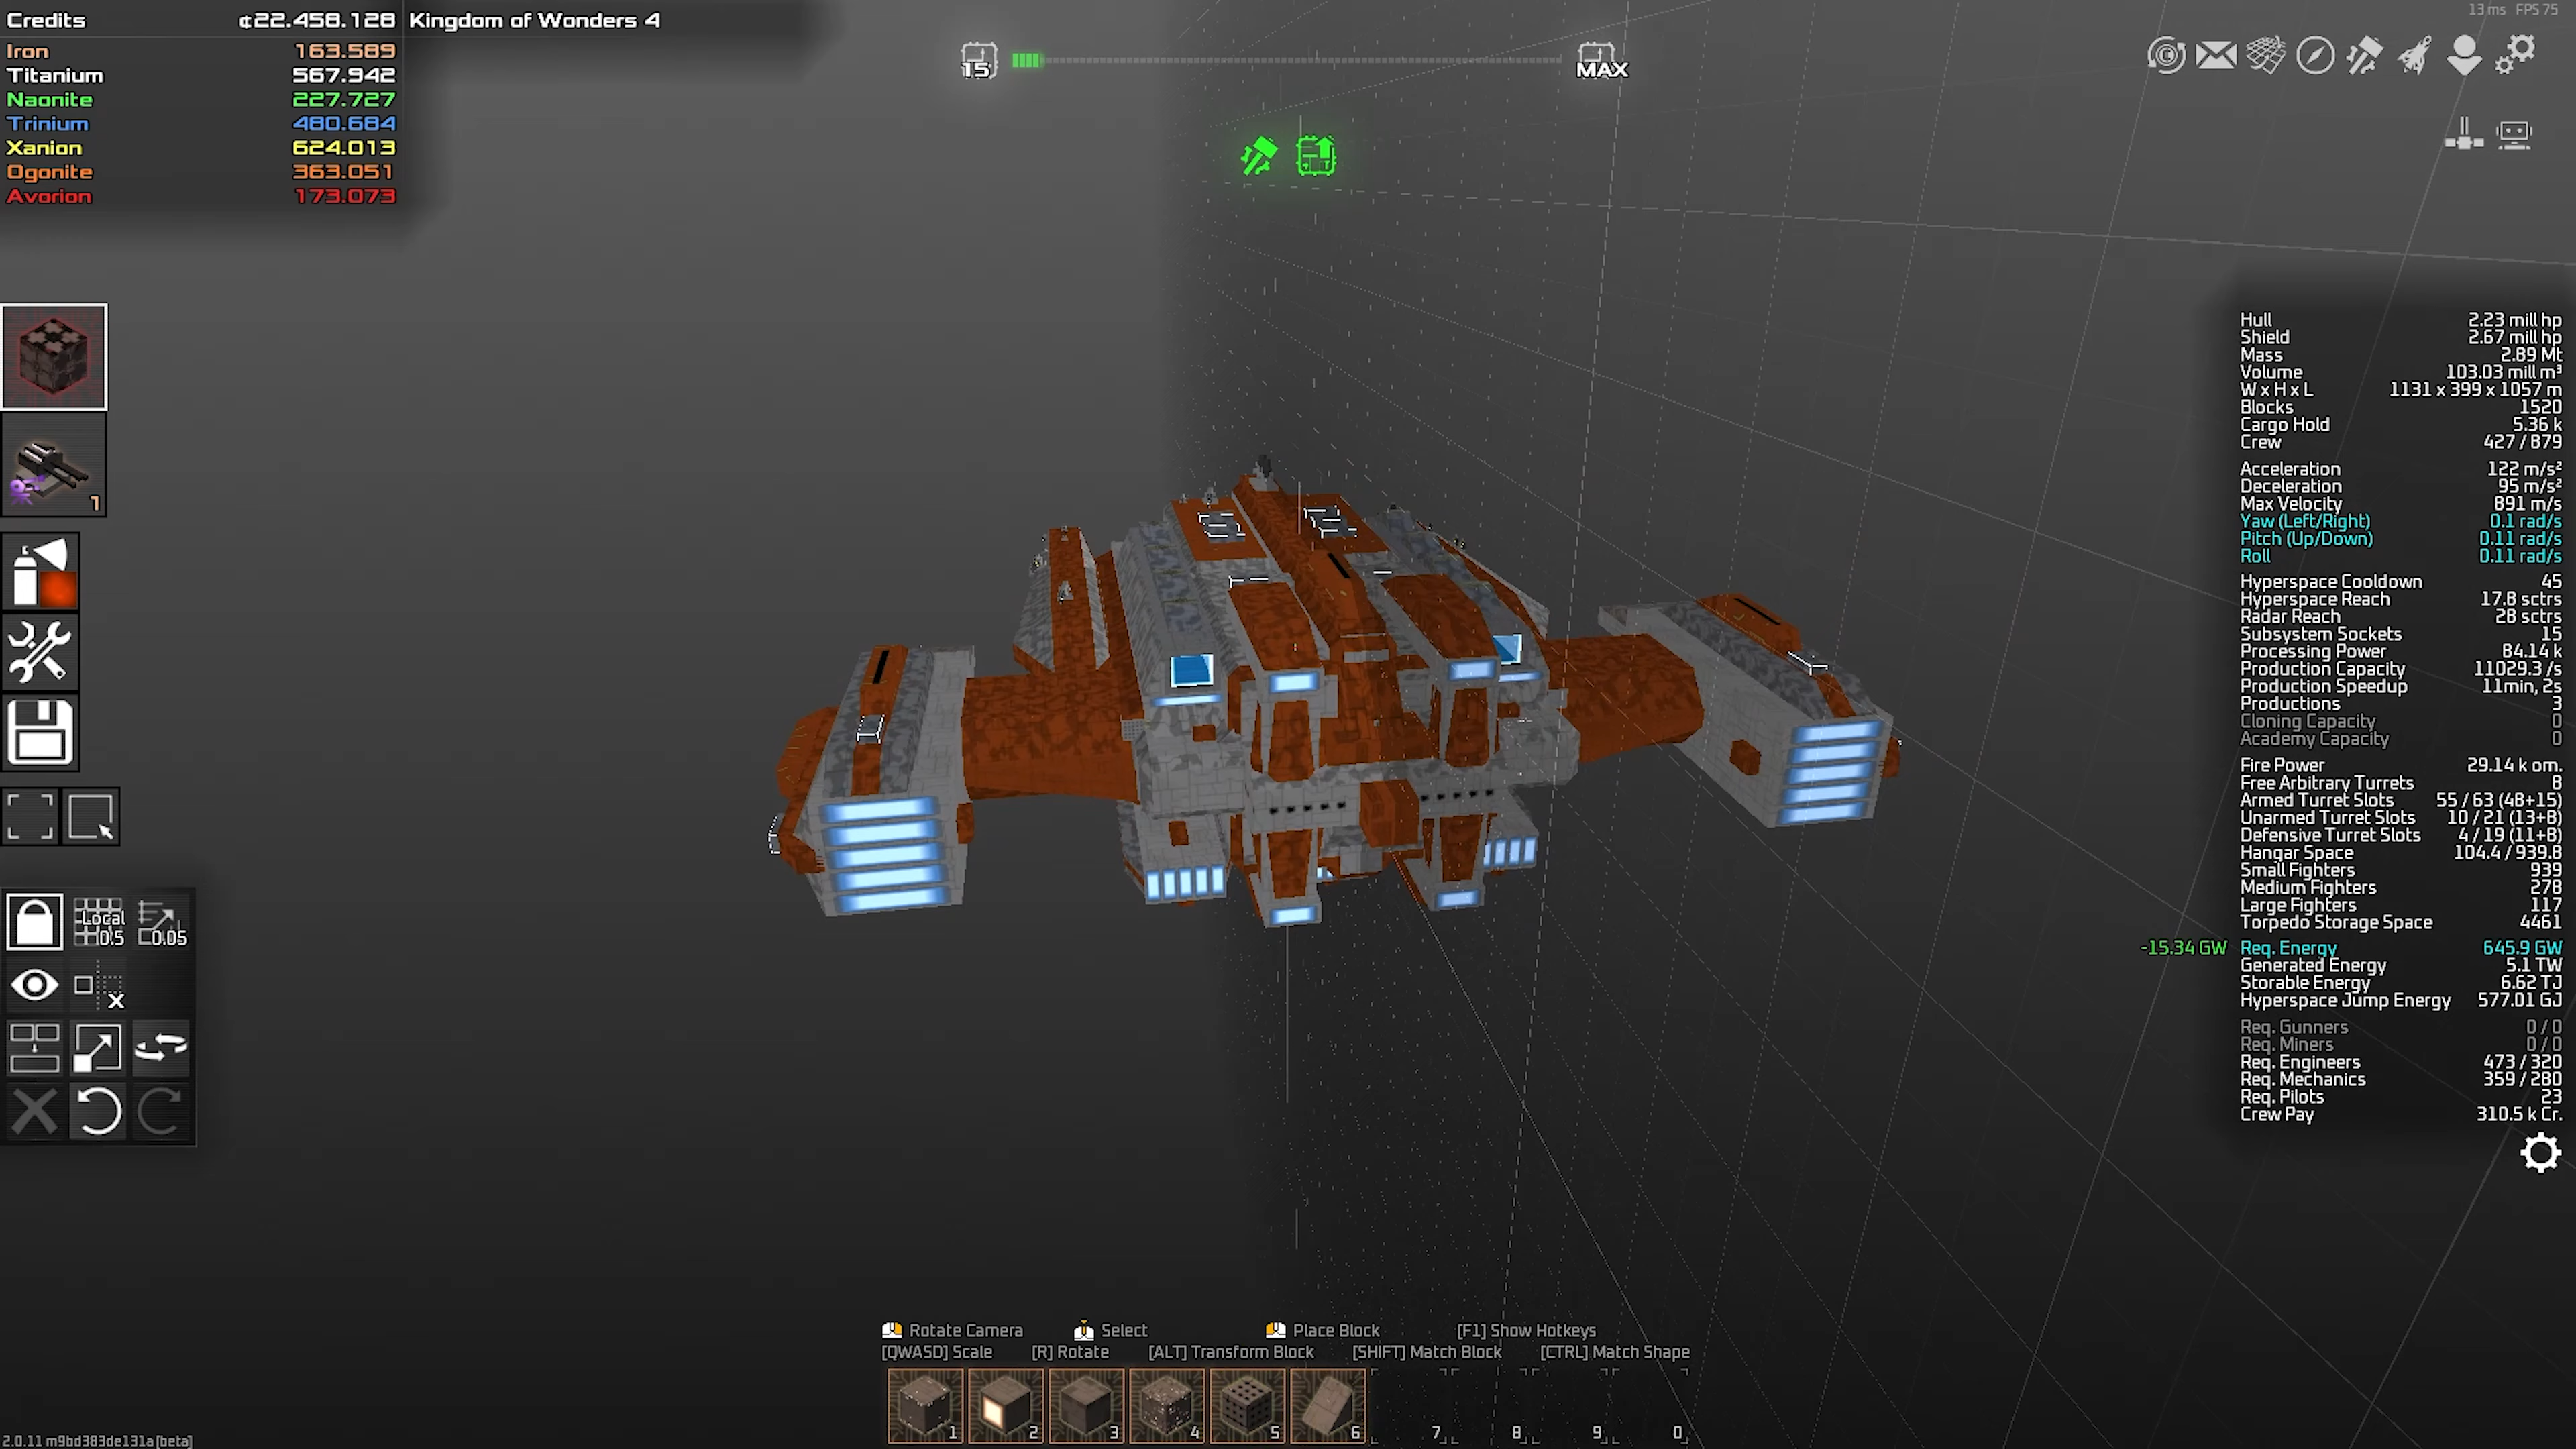 Credits ¢22.458.128 Kingdom of Wonders 4
13 ms FPS 75
Iron 163.589
Titanium 567.942
Naonite 227.727
Trinium 480.684
Xanion 624.013
Ogonite 363.051
Avorion 173.073
15
MAX
1
Local
0.5
0.05
x
Hull 2.23 mill hp
Shield 2.67 mill hp
Mass 2.89 Mt
Volume 103.03 mill m³
W x H x L 1131 x 399 x 1057 m
Blocks 1520
Cargo Hold 5.36 k
Crew 427 / 879
Acceleration 122 m/s²
Deceleration 95 m/s²
Max Velocity 891 m/s
Yaw (Left/Right) 0.1 rad/s
Pitch (Up/Down) 0.11 rad/s
Roll 0.11 rad/s
Hyperspace Cooldown 45
Hyperspace Reach 17.8 sctrs
Radar Reach 28 sctrs
Subsystem Sockets 15
Processing Power 84.14 k
Production Capacity 11029.3 /s
Production Speedup 11min, 2s
Productions 3
Cloning Capacity 0
Academy Capacity 0
Fire Power 29.14 k om.
Free Arbitrary Turrets 8
Armed Turret Slots 55 / 63 (48+15)
Unarmed Turret Slots 10 / 21 (13+8)
Defensive Turret Slots 4 / 19 (11+8)
Hangar Space 104.4 / 939.8
Small Fighters 939
Medium Fighters 278
Large Fighters 117
Torpedo Storage Space 4461
-15.34 GW Req. Energy 645.9 GW
Generated Energy 5.1 TW
Storable Energy 6.62 TJ
Hyperspace Jump Energy 577.01 GJ
Req. Gunners 0 / 0
Req. Miners 0 / 0
Req. Engineers 473 / 320
Req. Mechanics 359 / 280
Req. Pilots 23
Crew Pay 310.5 k Cr.
Rotate Camera Select Place Block [F1] Show Hotkeys
[QWASD] Scale [R] Rotate [ALT] Transform Block [SHIFT] Match Block [CTRL] Match Shape
1 2 3 4 5 6 7 8 9 0
2.0.11 m9bd383de131a [beta]